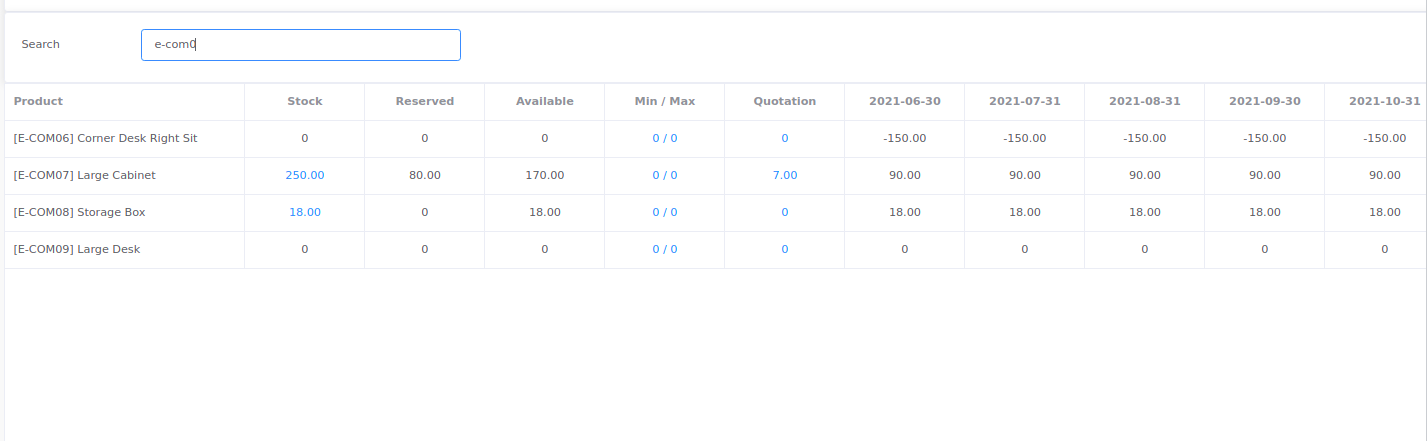 Search e-com0
Product Stock Reserved Available Min / Max Quotation 2021-06-30 2021-07-31 2021-08-31 2021-09-30 2021-10-31
[E-COM06] Corner Desk Right Sit 0 0 0 0 / 0 0 -150.00 -150.00 -150.00 -150.00 -150.00
[E-COM07] Large Cabinet 250.00 80.00 170.00 0 / 0 7.00 90.00 90.00 90.00 90.00 90.00
[E-COM08] Storage Box 18.00 0 18.00 0 / 0 0 18.00 18.00 18.00 18.00 18.00
[E-COM09] Large Desk 0 0 0 0 / 0 0 0 0 0 0 0